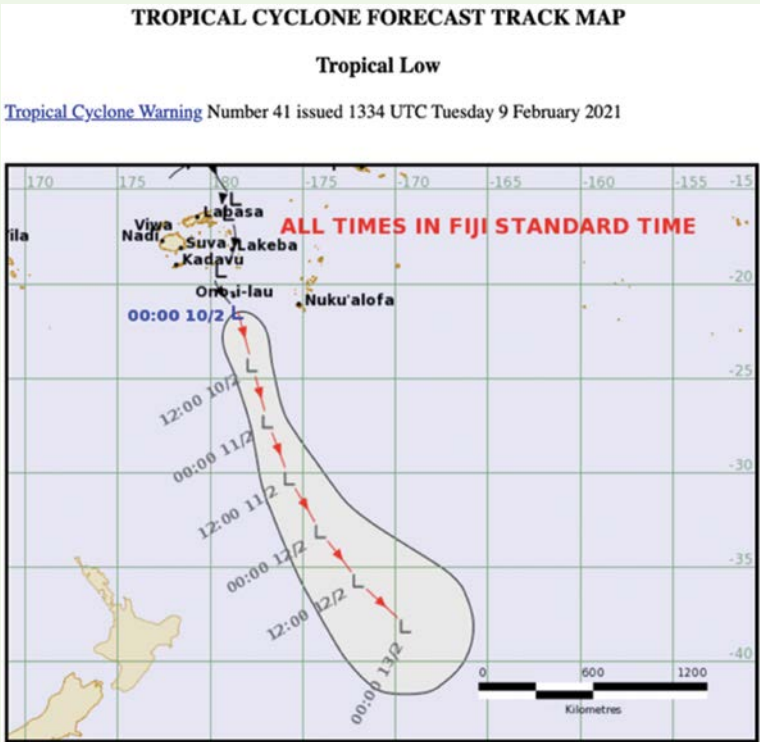 TROPICAL CYCLONE FORECAST TRACK MAP
Tropical Low
Tropical Cyclone Warning Number 41 issued 1334 UTC Tuesday 9 February 2021
170 175 180 -175 -170 -165 -160 -155 -15
ALL TIMES IN FIJI STANDARD TIME
L
Labasa
Viwa
Nadi
Suva
Lakeba
ila
Kadavu
L
-20
Ono-i-lau
Nuku'alofa
00:00 10/2 L
L
-25
12:00 10/2
L
00:00 11/2
-30
L
12:00 11/2
L
-35
00:00 12/2
L
12:00 12/2
L
-40
00:00 13/2
0 600 1200
Kilometres